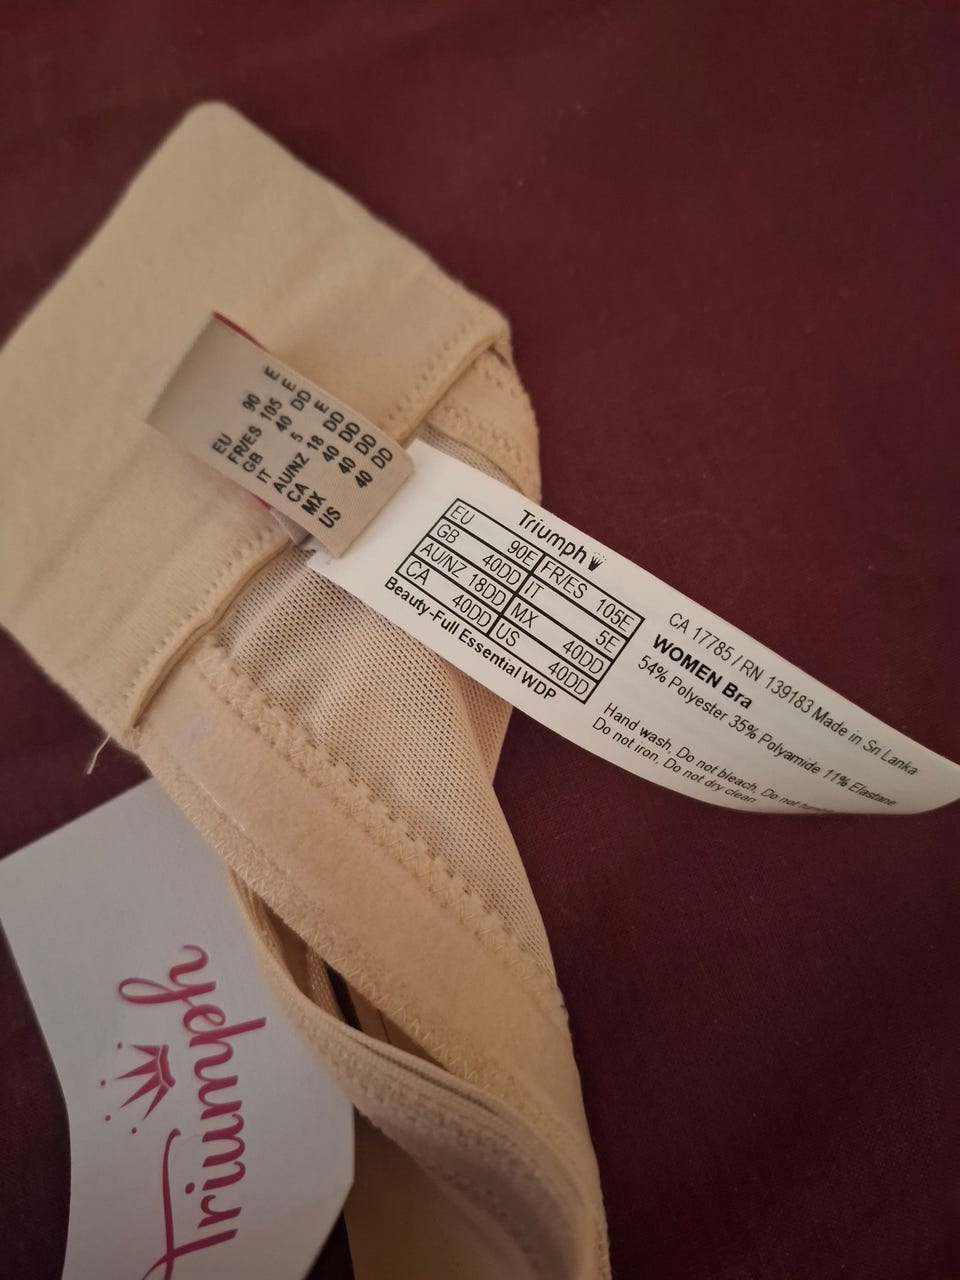 EU 90 E
FR/ES 105 E
GB 40 DD
IT 5 E
AU/NZ 18 DD
CA 40 DD
MX 40 DD
US 40 DD
Triumph
EU 90E FR/ES 105E
GB 40DD IT 5E
AU/NZ 18DD MX 40DD
CA 40DD US 40DD
Beauty-Full Essential WDP
CA 17785 / RN 139183 Made in Sri Lanka
WOMEN Bra
54% Polyester 35% Polyamide 11% Elastane
Hand wash, Do not bleach, Do not tumble
Do not iron, Do not dry clean
Triumph